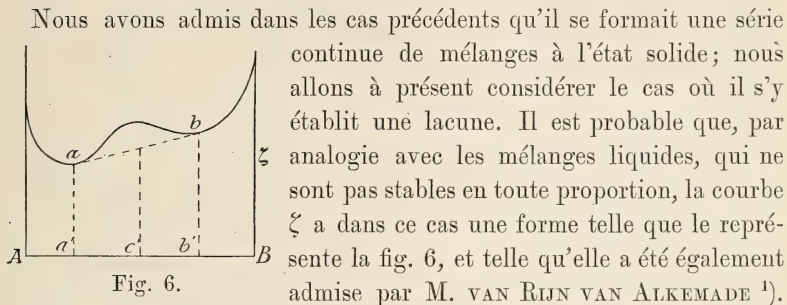 Nous avons admis dans les cas précédents qu'il se formait une série
continue de mélanges à l'état solide; nous
allons à présent considérer le cas où il s'y
établit une lacune. Il est probable que, par
analogie avec les mélanges liquides, qui ne
sont pas stables en toute proportion, la courbe
ζ a dans ce cas une forme telle que le repré-
sente la fig. 6, et telle qu'elle a été également
admise par M. VAN RIJN VAN ALKEMADE ¹).
a
b
ζ
A a' c' b' B
Fig. 6.